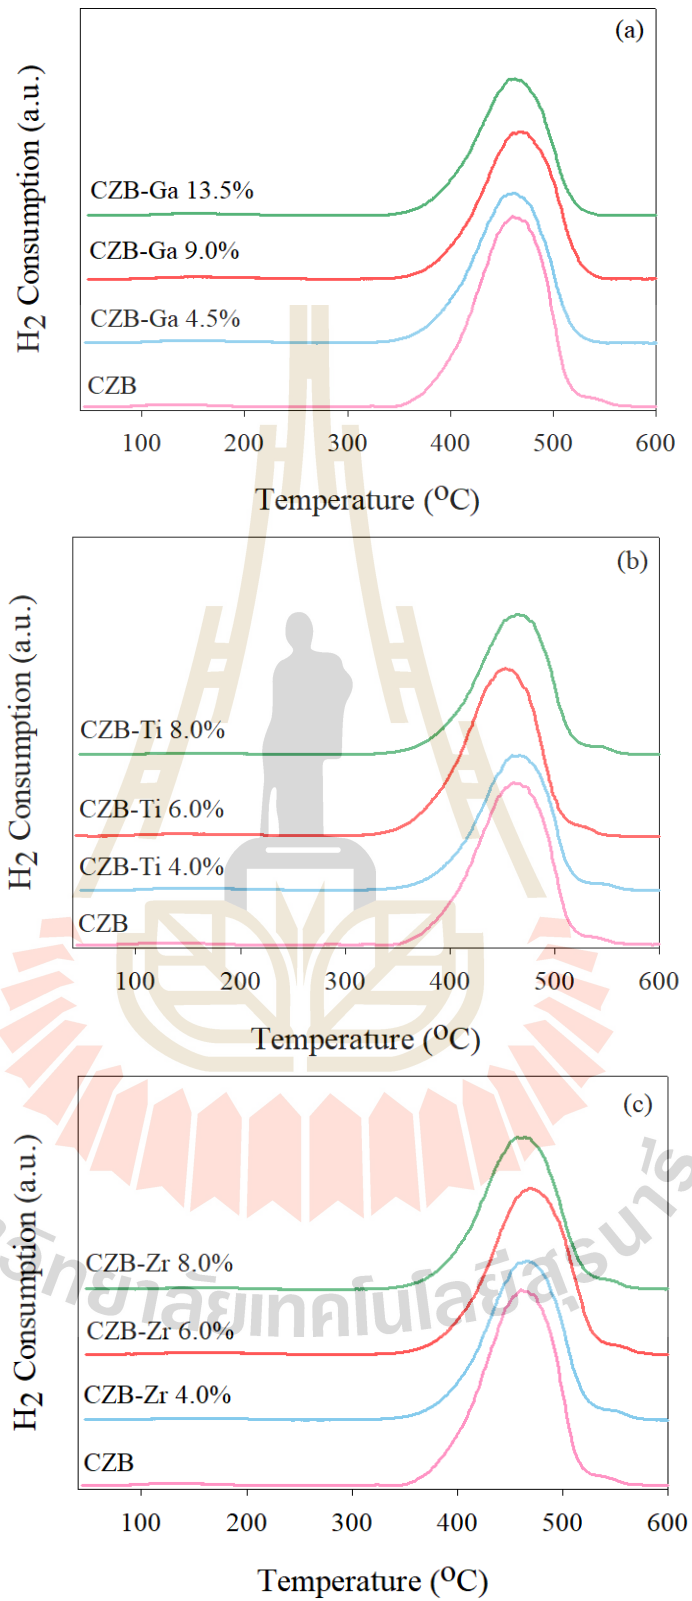 (a)
H2 Consumption (a.u.)
CZB-Ga 13.5%
CZB-Ga 9.0%
CZB-Ga 4.5%
CZB
100 200 300 400 500 600
Temperature (oC)
(b)
H2 Consumption (a.u.)
CZB-Ti 8.0%
CZB-Ti 6.0%
CZB-Ti 4.0%
CZB
100 200 300 400 500 600
Temperature (oC)
(c)
H2 Consumption (a.u.)
CZB-Zr 8.0%
CZB-Zr 6.0%
CZB-Zr 4.0%
CZB
100 200 300 400 500 600
Temperature (oC)